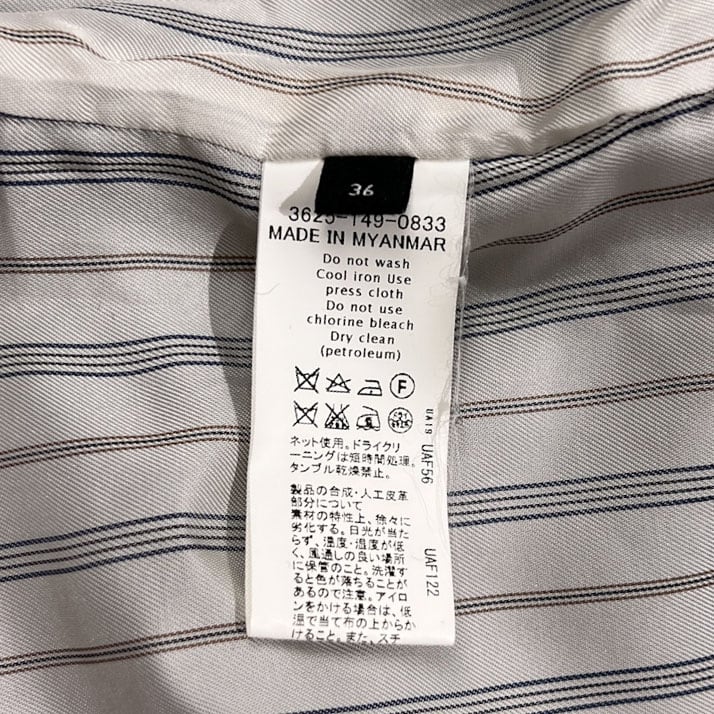 36
3625-149-0833
MADE IN MYANMAR
Do not wash
Cool iron Use
press cloth
Do not use
chlorine bleach
Dry clean
(petroleum)
F
ネット使用。ドライクリ
ーニングは短時間処理。
タンブル乾燥禁止。
製品の合成・人工皮革
部分について
素材の特性上、徐々に
劣化する。日光が当た
らず、湿度・温度が低
く、風通しの良い場所
に保管のこと。洗濯す
ると色が落ちることが
あるので注意。アイロ
ンをかける場合は、低
温で当て布の上からか
けること。また、スチ
UA19 UAF56
UAF122